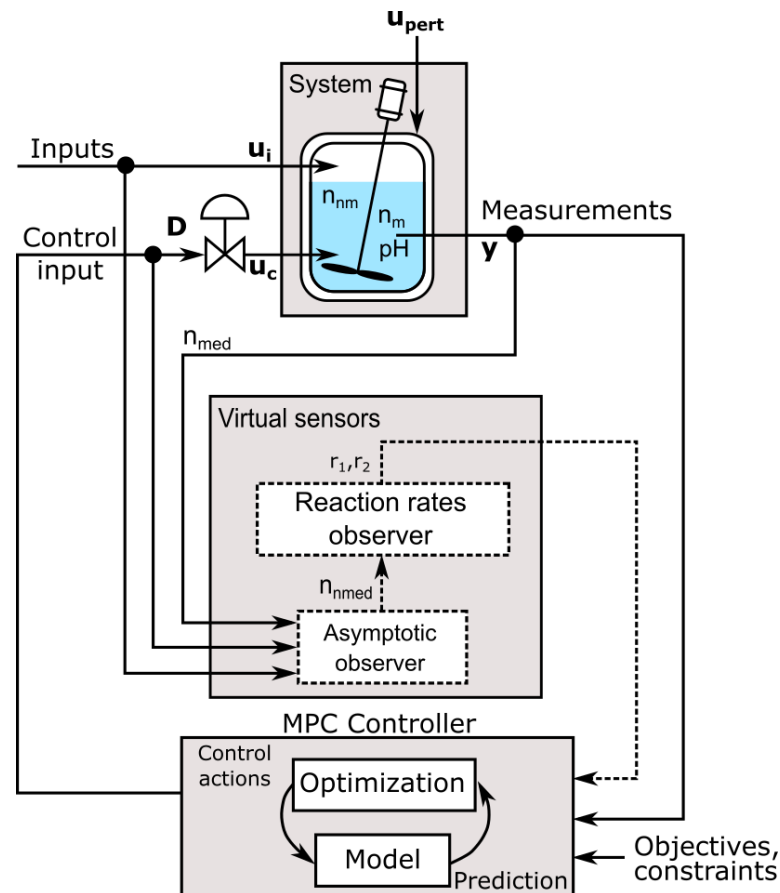 u_pert
System
Inputs
u_i
n_nm
n_m
Measurements
Control
input
D
u_c
pH
y
n_med
Virtual sensors
r_1,r_2
Reaction rates
observer
n_nmed
Asymptotic
observer
MPC Controller
Control
actions
Optimization
Model
Prediction
Objectives,
constraints